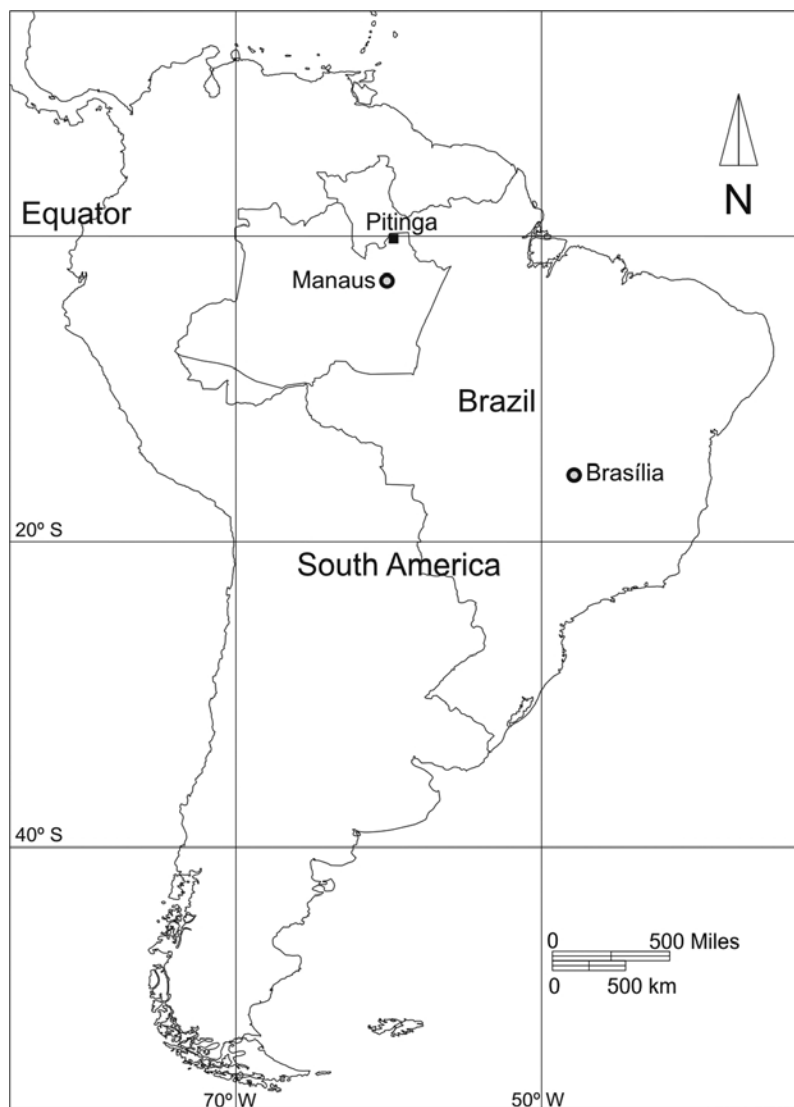 N
Equator
Pitinga
Manaus
Brazil
Brasília
20º S
South America
40º S
0 500 Miles
0 500 km
70º W
50º W